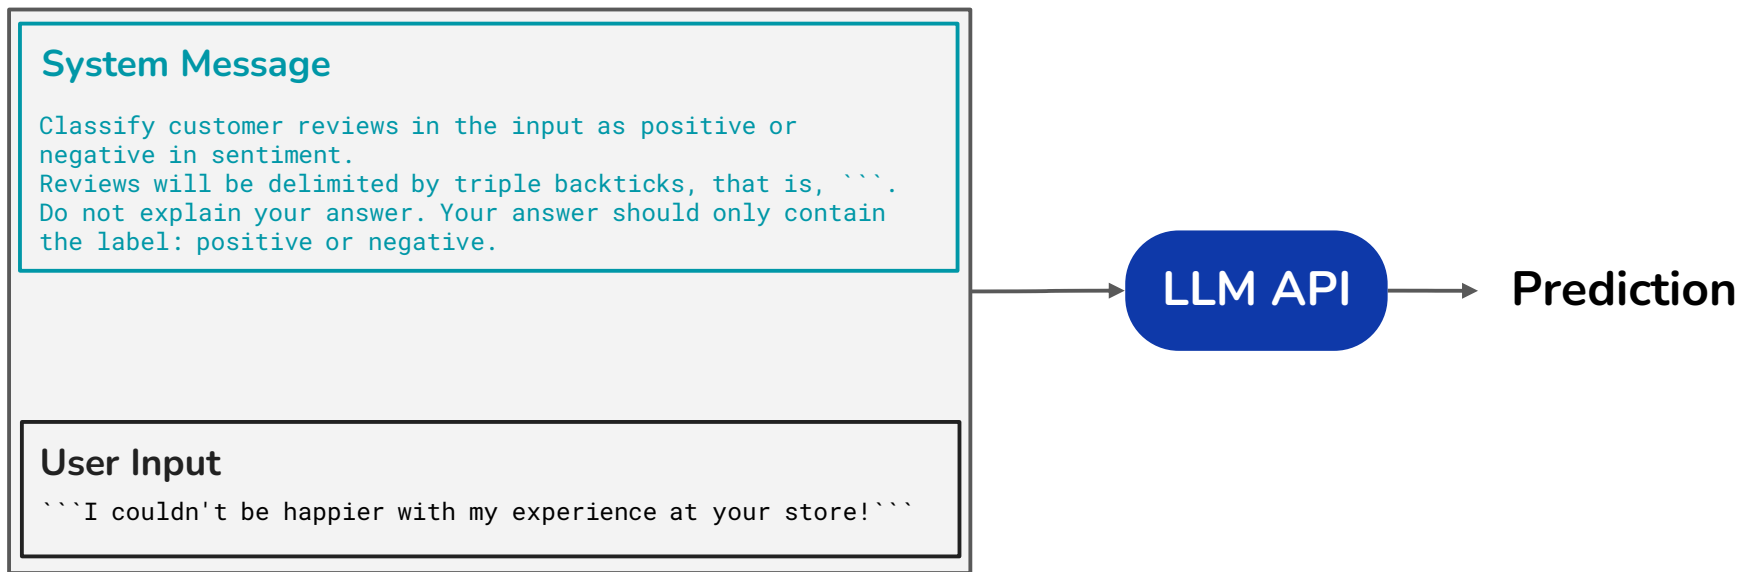 System Message
Classify customer reviews in the input as positive or
negative in sentiment.
Reviews will be delimited by triple backticks, that is, ```.
Do not explain your answer. Your answer should only contain
the label: positive or negative.
User Input
```I couldn't be happier with my experience at your store!```
LLM API
Prediction